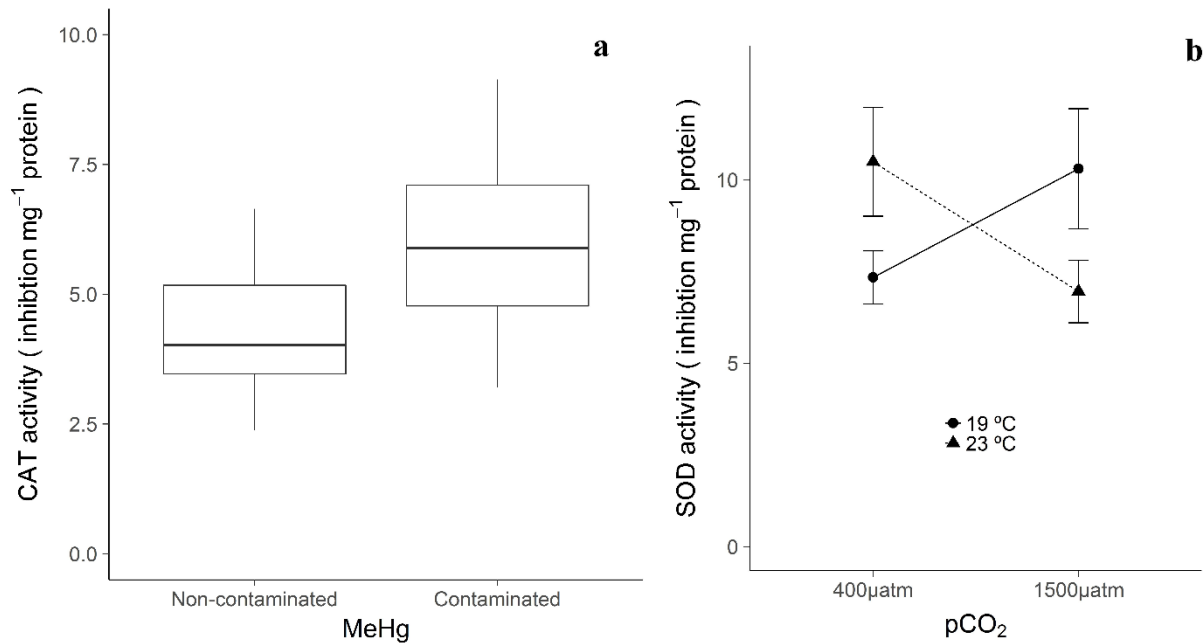 a
10.0
7.5
5.0
2.5
0.0
CAT activity ( inhibtion mg⁻¹ protein )
Non-contaminated
Contaminated
MeHg
b
10
5
0
SOD activity ( inhibtion mg⁻¹ protein )
19 ºC
23 ºC
400µatm
1500µatm
pCO₂